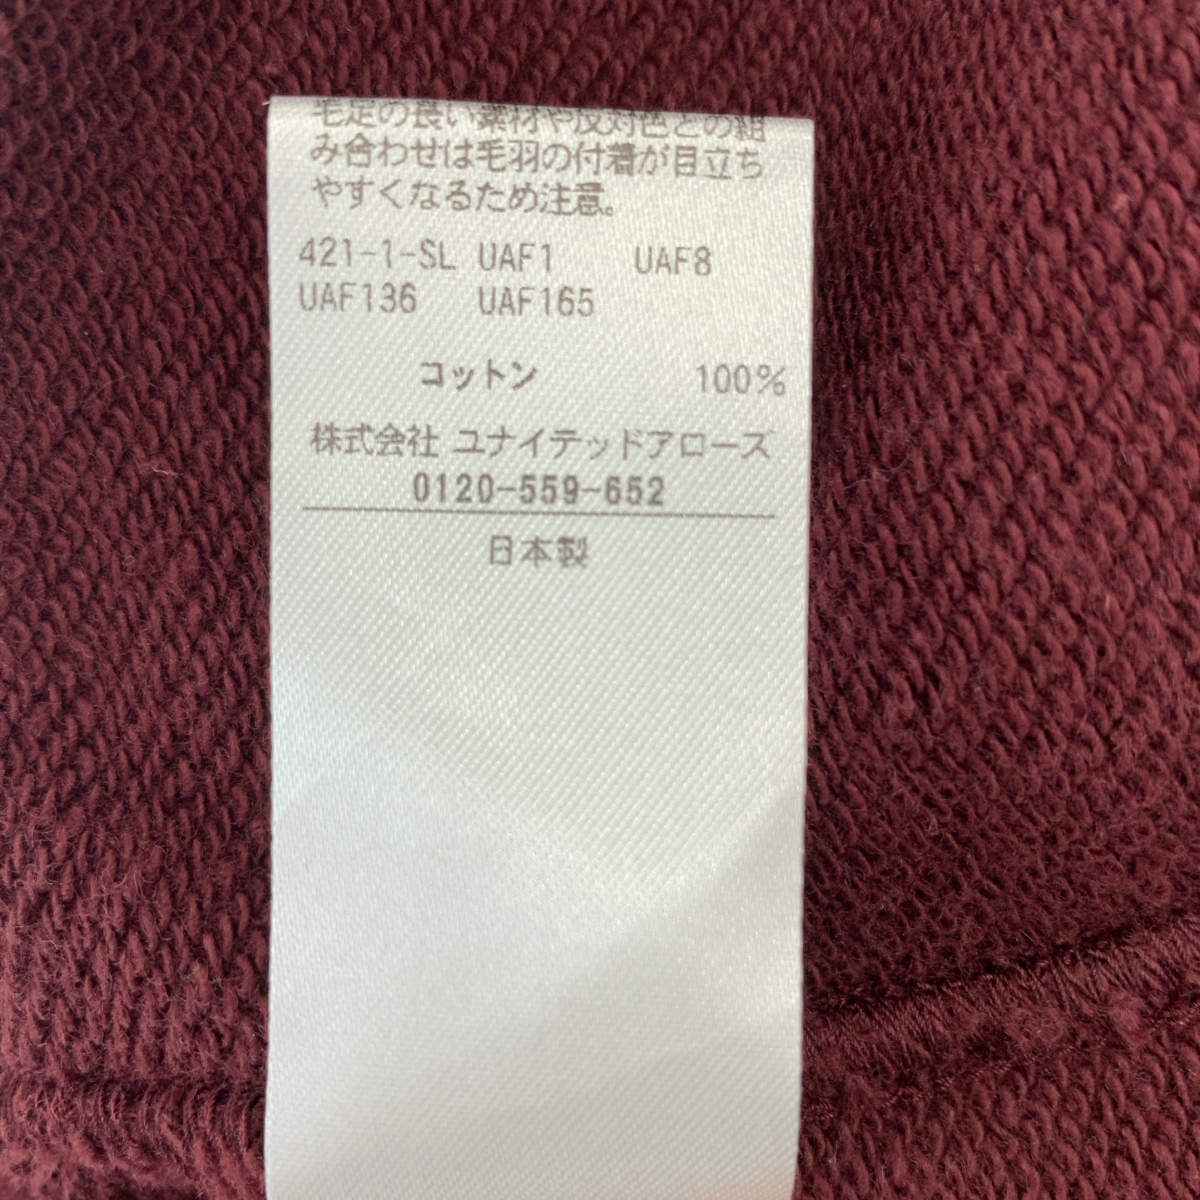 毛足の長い素材や反対色との組
み合わせは毛羽の付着が目立ち
やすくなるため注意。
421-1-SL UAF1 UAF8
UAF136 UAF165
コットン 100%
株式会社 ユナイテッドアローズ
0120-559-652
日本製